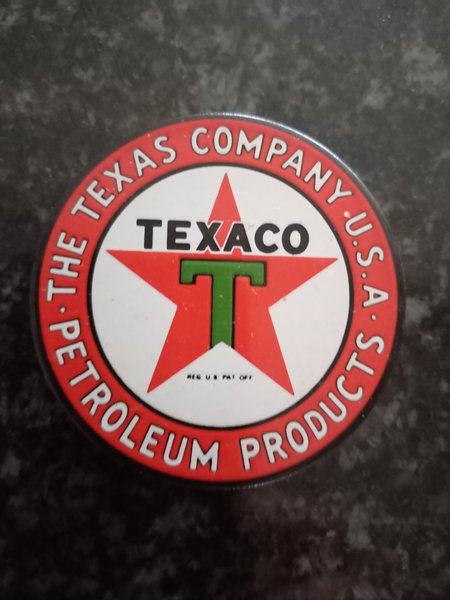 · THE TEXAS COMPANY U.S.A ·
TEXACO
T
REG U S PAT OFF
PETROLEUM PRODUCTS